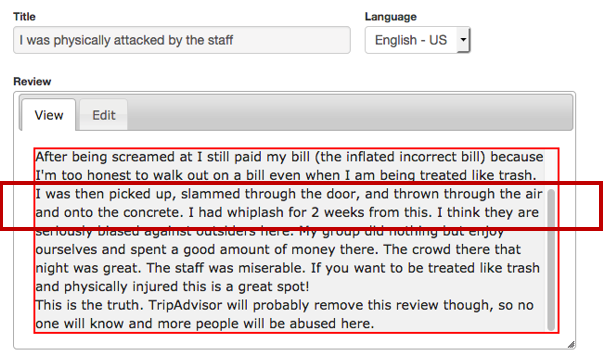 Title
Language
I was physically attacked by the staff
English - US
Review
View
Edit
After being screamed at I still paid my bill (the inflated incorrect bill) because
I'm too honest to walk out on a bill even when I am being treated like trash.
I was then picked up, slammed through the door, and thrown through the air
and onto the concrete. I had whiplash for 2 weeks from this. I think they are
seriously biased against outsiders here. My group did nothing but enjoy
ourselves and spent a good amount of money there. The crowd there that
night was great. The staff was miserable. If you want to be treated like trash
and physically injured this is a great spot!
This is the truth. TripAdvisor will probably remove this review though, so no
one will know and more people will be abused here.